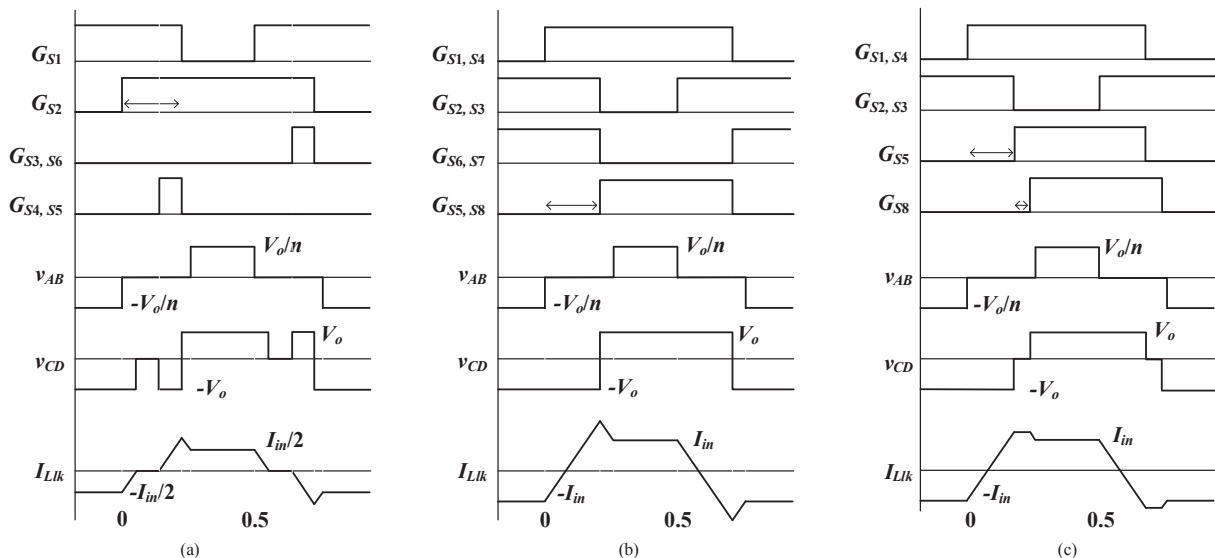 G_S1
G_S2
G_S3, S6
G_S4, S5
v_AB
V_o/n
-V_o/n
v_CD
V_o
-V_o
I_Llk
I_in/2
-I_in/2
0
0.5
(a)
G_S1, S4
G_S2, S3
G_S6, S7
G_S5, S8
v_AB
V_o/n
-V_o/n
v_CD
V_o
-V_o
I_Llk
I_in
-I_in
0
0.5
(b)
G_S1, S4
G_S2, S3
G_S5
G_S8
v_AB
V_o/n
-V_o/n
v_CD
V_o
-V_o
I_Llk
I_in
-I_in
0
0.5
(c)